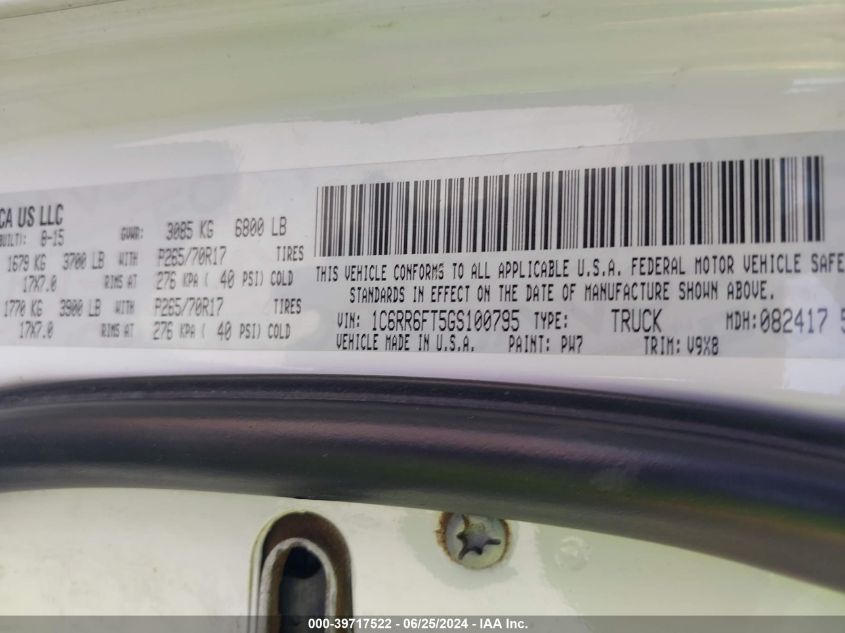 CA US LLC
BUILT): 8-15 GVWR: 3085 KG 6800 LB
1679 KG 3700 LB WITH P265/70R17 TIRES
17X7.0 RIMS AT 276 KPA ( 40 PSI) COLD
1770 KG 3900 LB WITH P265/70R17 TIRES
17X7.0 RIMS AT 276 KPA ( 40 PSI) COLD
THIS VEHICLE CONFORMS TO ALL APPLICABLE U.S.A. FEDERAL MOTOR VEHICLE SAFE
STANDARDS IN EFFECT ON THE DATE OF MANUFACTURE SHOWN ABOVE.
VIN: 1C6RR6FT5GS100795 TYPE: TRUCK MDH:082417 5
VEHICLE MADE IN U.S.A. PAINT: PW7 TRIM: V9X8
000-39717522 - 06/25/2024 - IAA Inc.